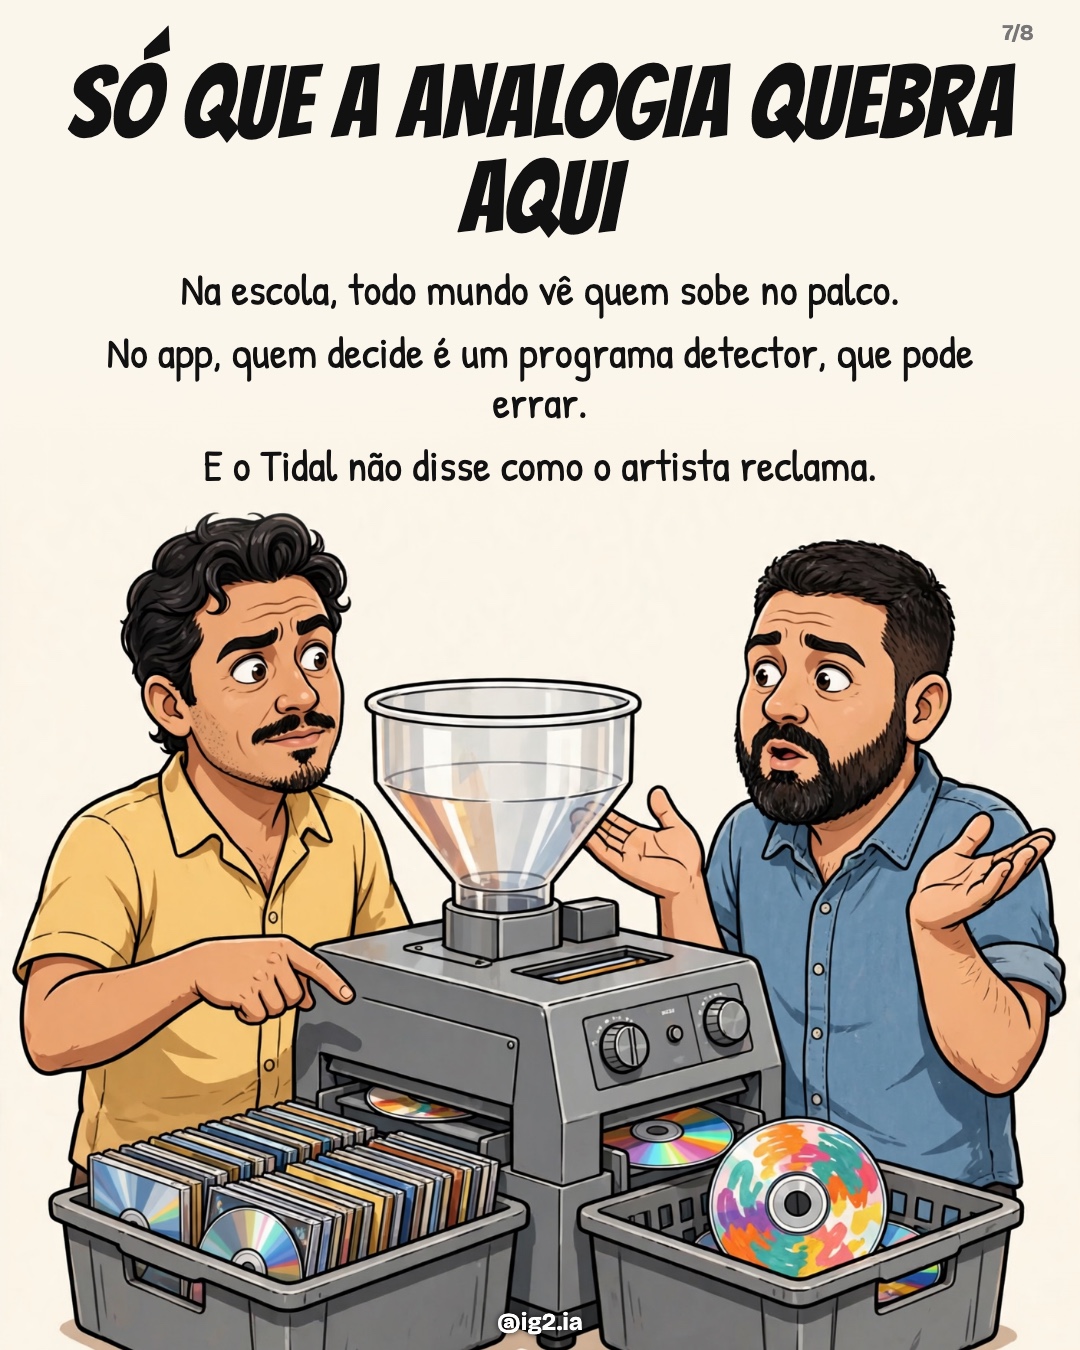 7/8
SÓ QUE A ANALOGIA QUEBRA
AQUI
Na escola, todo mundo vê quem sobe no palco.
No app, quem decide é um programa detector, que pode
errar.
E o Tidal não disse como o artista reclama.
@ig2.ia